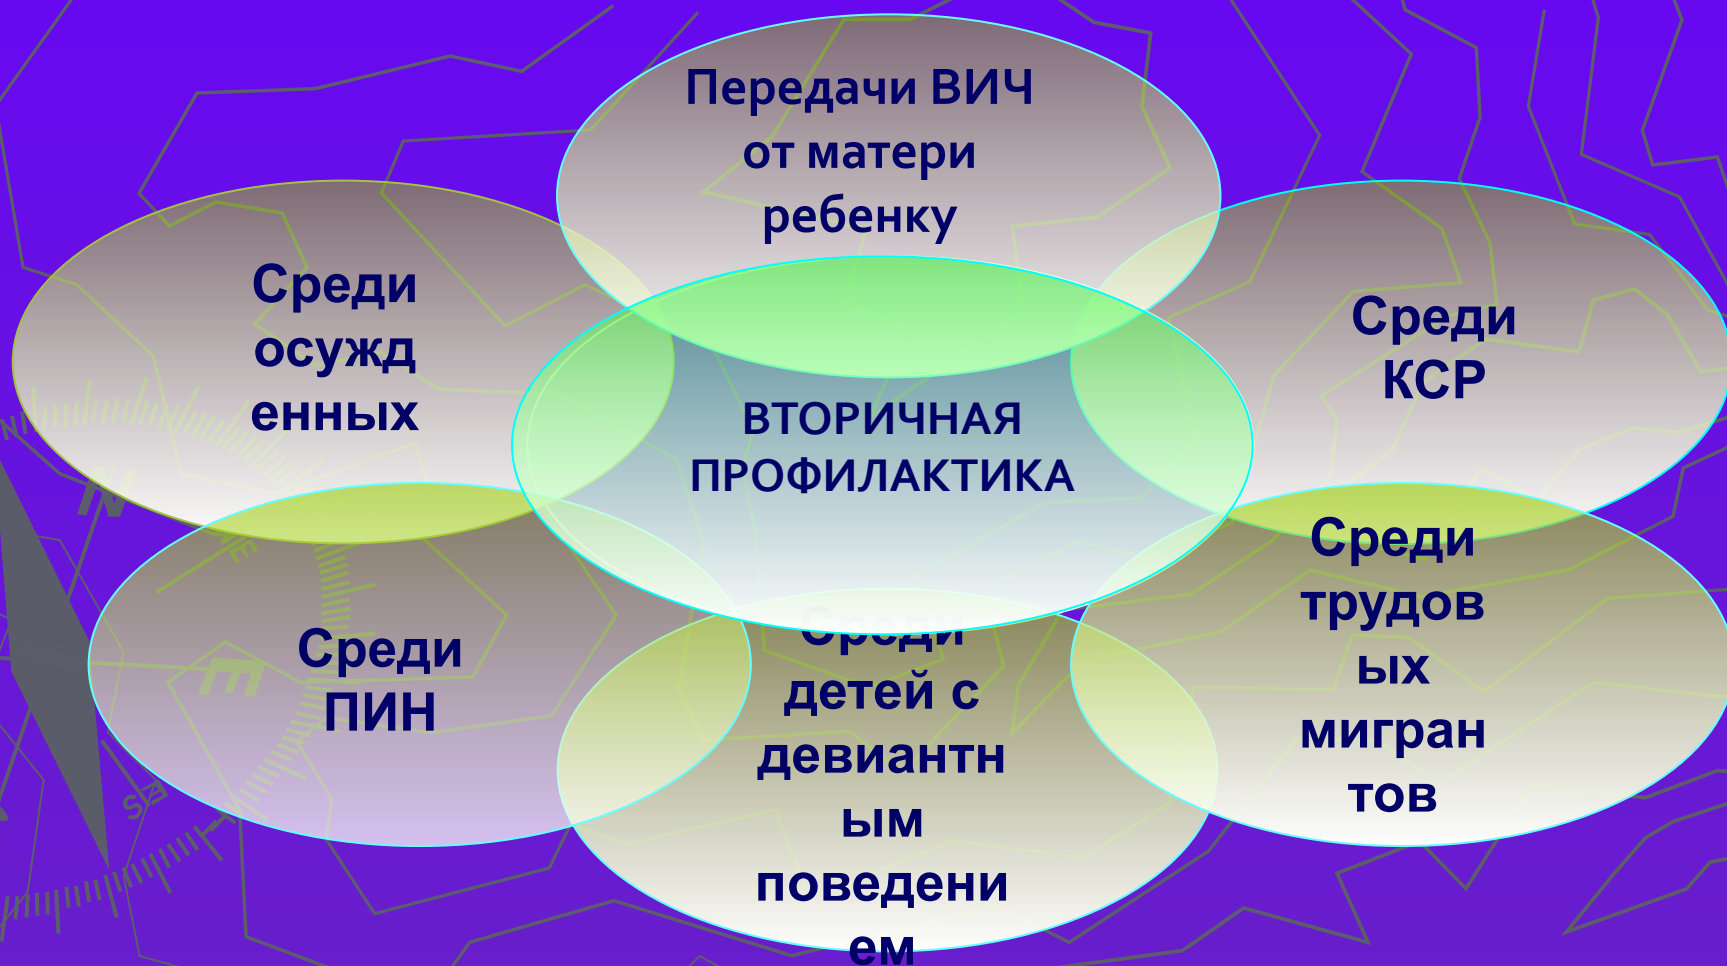 Передачи ВИЧ
от матери
ребенку
Среди
осужд
енных
Среди
КСР
ВТОРИЧНАЯ
ПРОФИЛАКТИКА
Среди
ПИН
Среди
детей с
девиантн
ым
поведени
ем
Среди
трудов
ых
мигран
тов
N
E